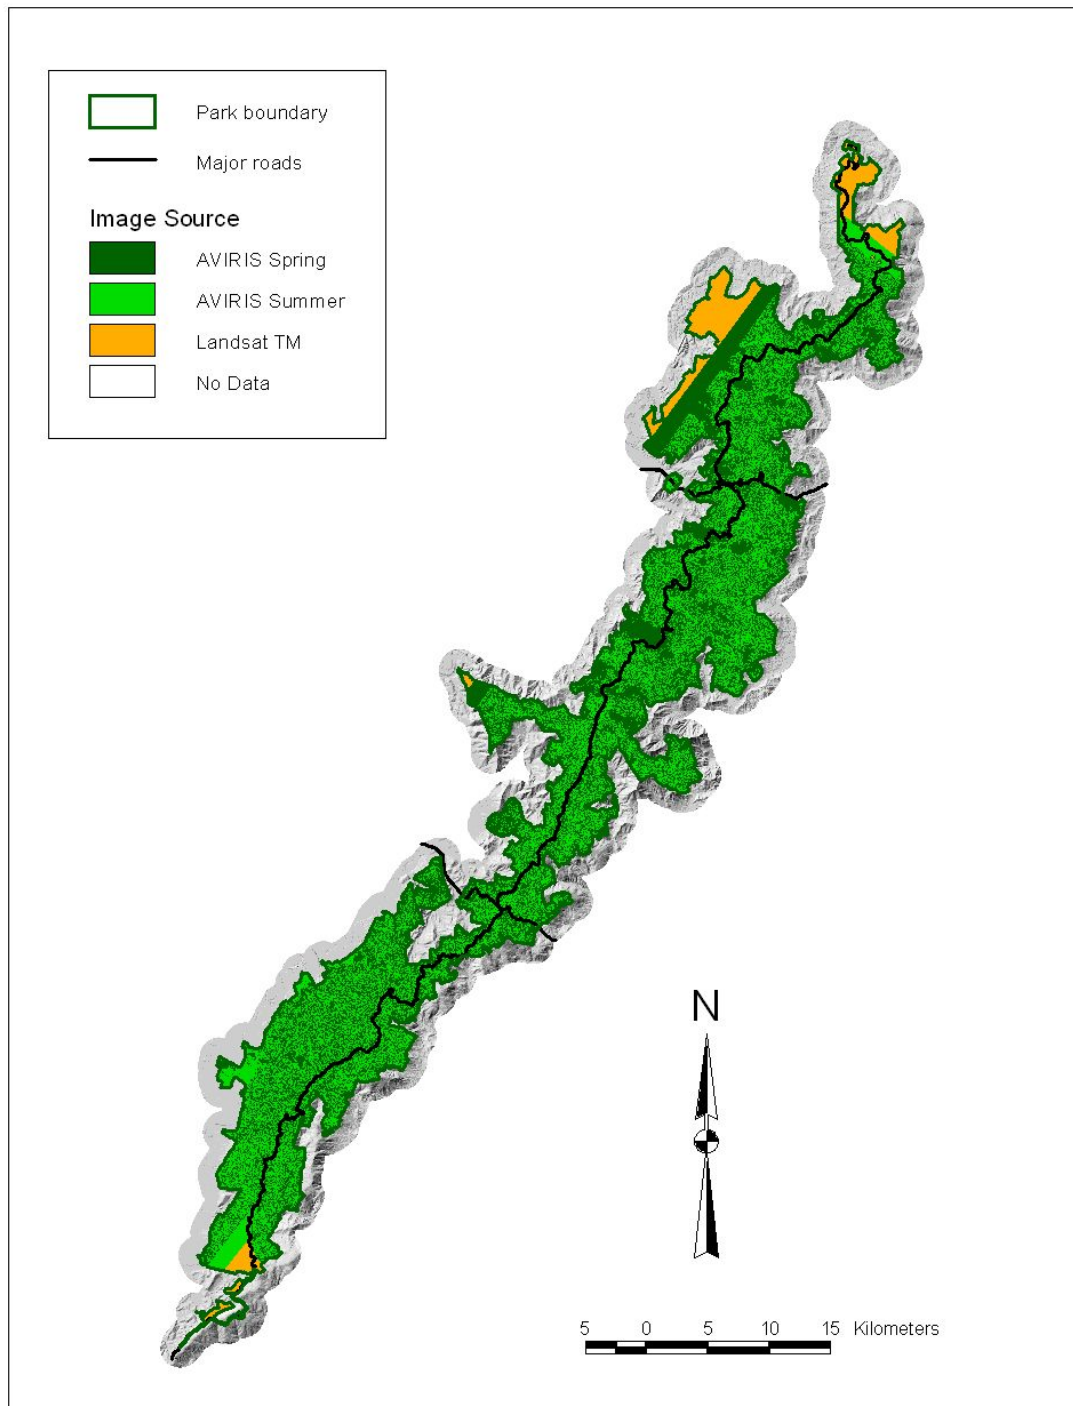 Park boundary
Major roads
Image Source
AVIRIS Spring
AVIRIS Summer
Landsat TM
No Data
N
5 0 5 10 15 Kilometers